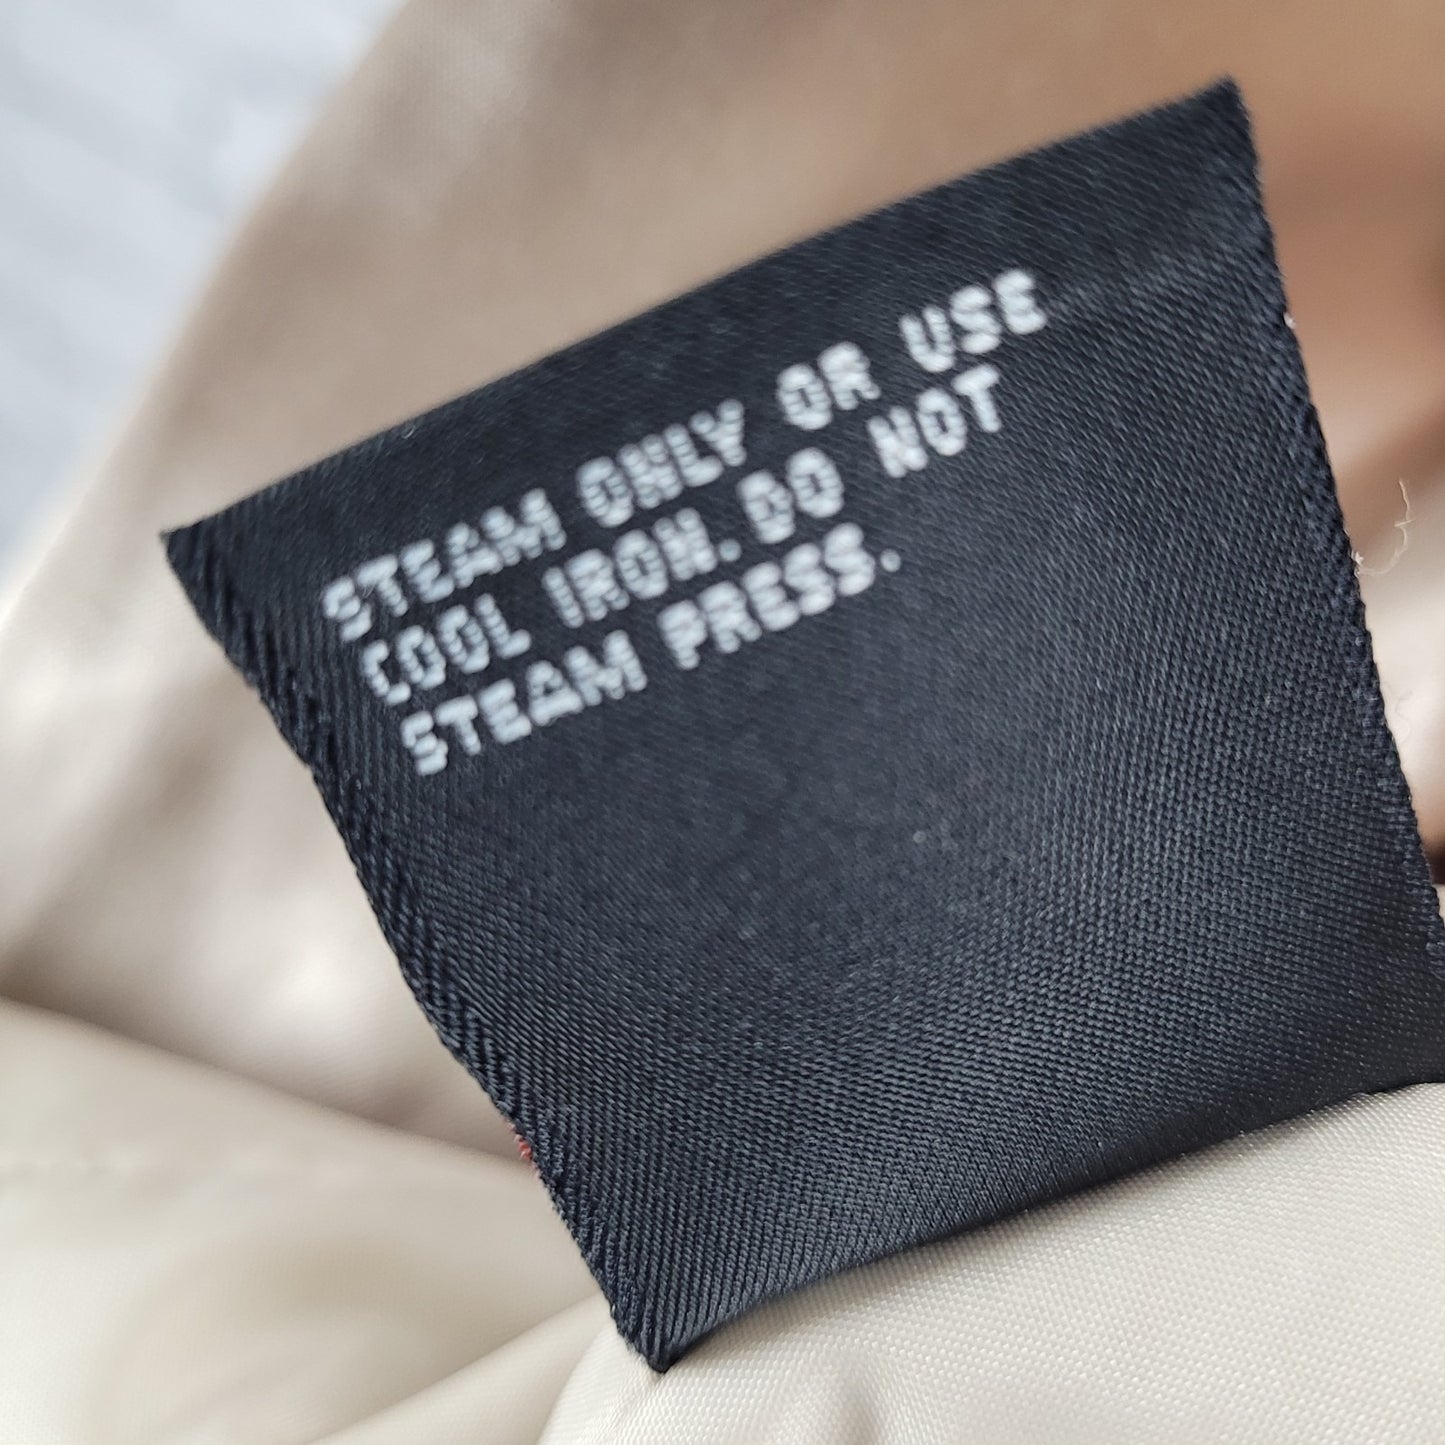 STEAM ONLY OR USE
COOL IRON. DO NOT
STEAM PRESS.